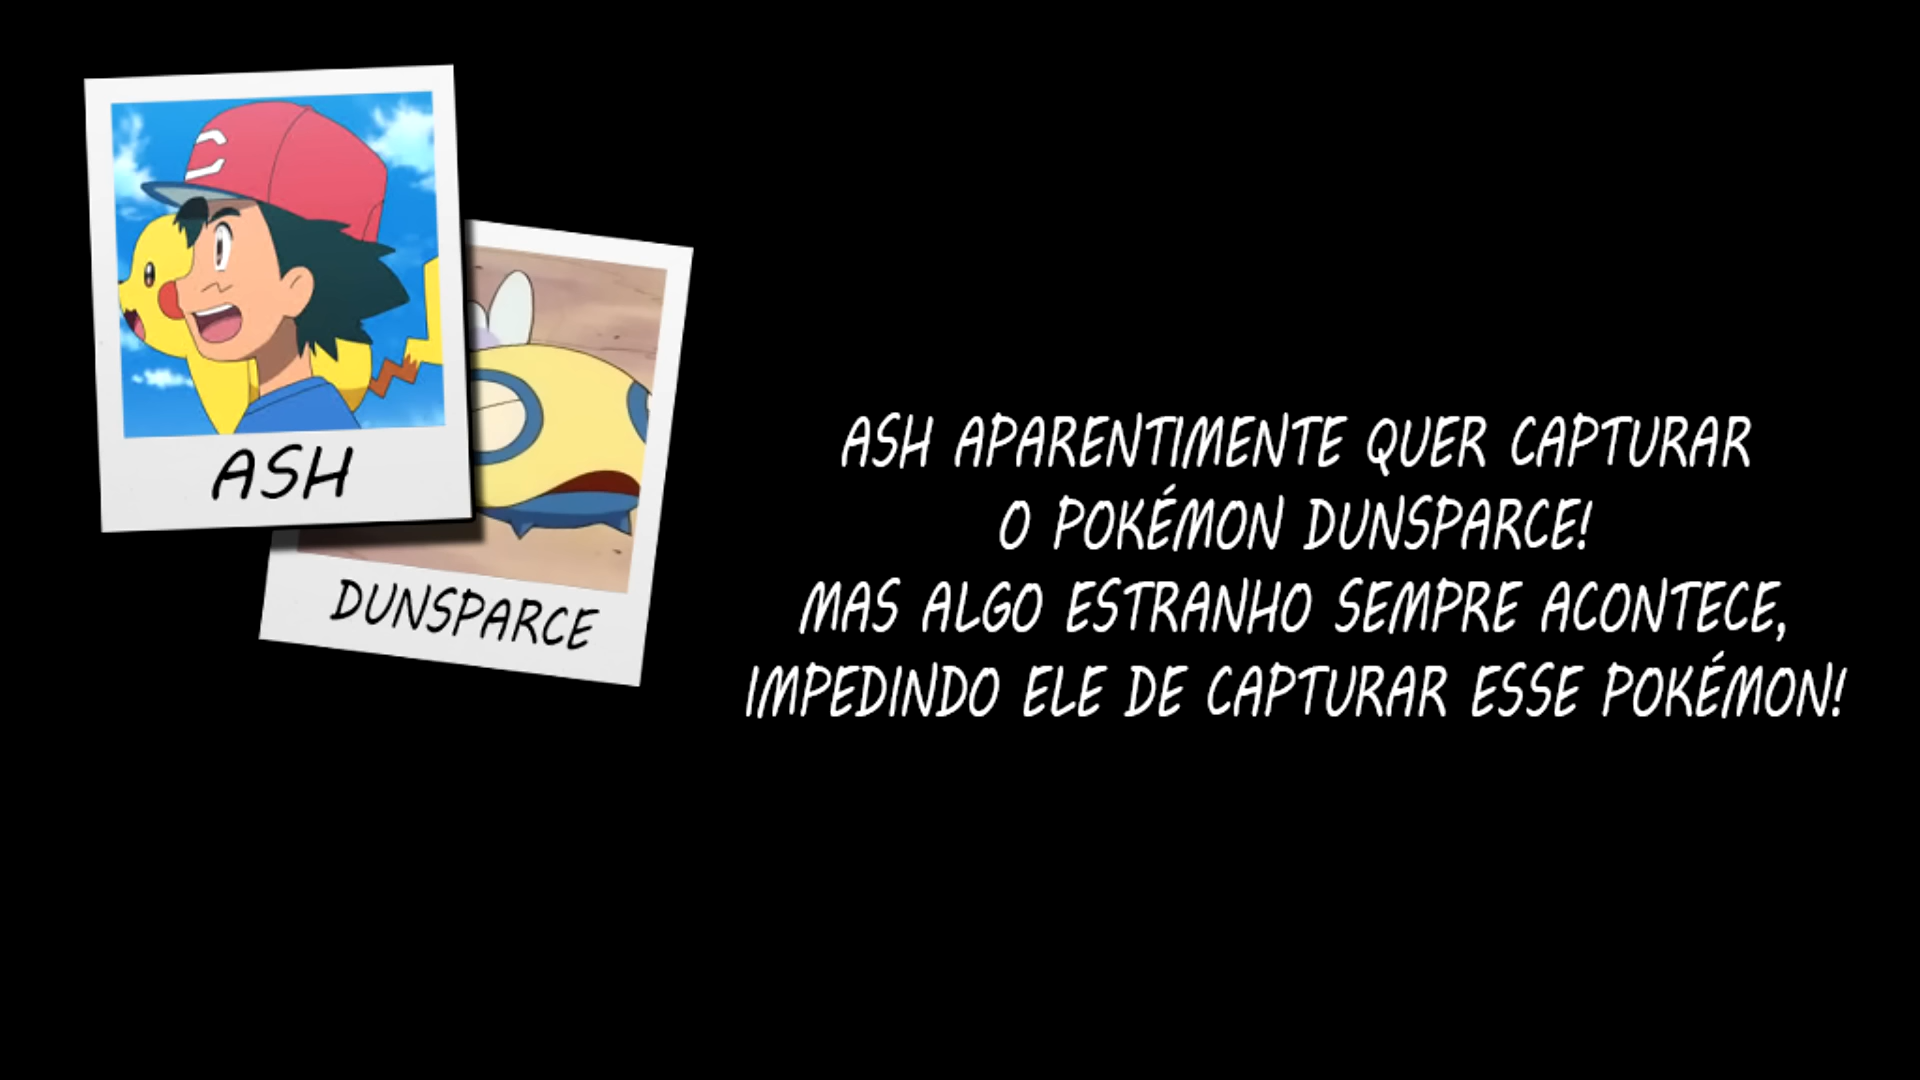 ASH
DUNSPARCE
ASH APARENTIMENTE QUER CAPTURAR
O POKÉMON DUNSPARCE!
MAS ALGO ESTRANHO SEMPRE ACONTECE,
IMPEDINDO ELE DE CAPTURAR ESSE POKÉMON!